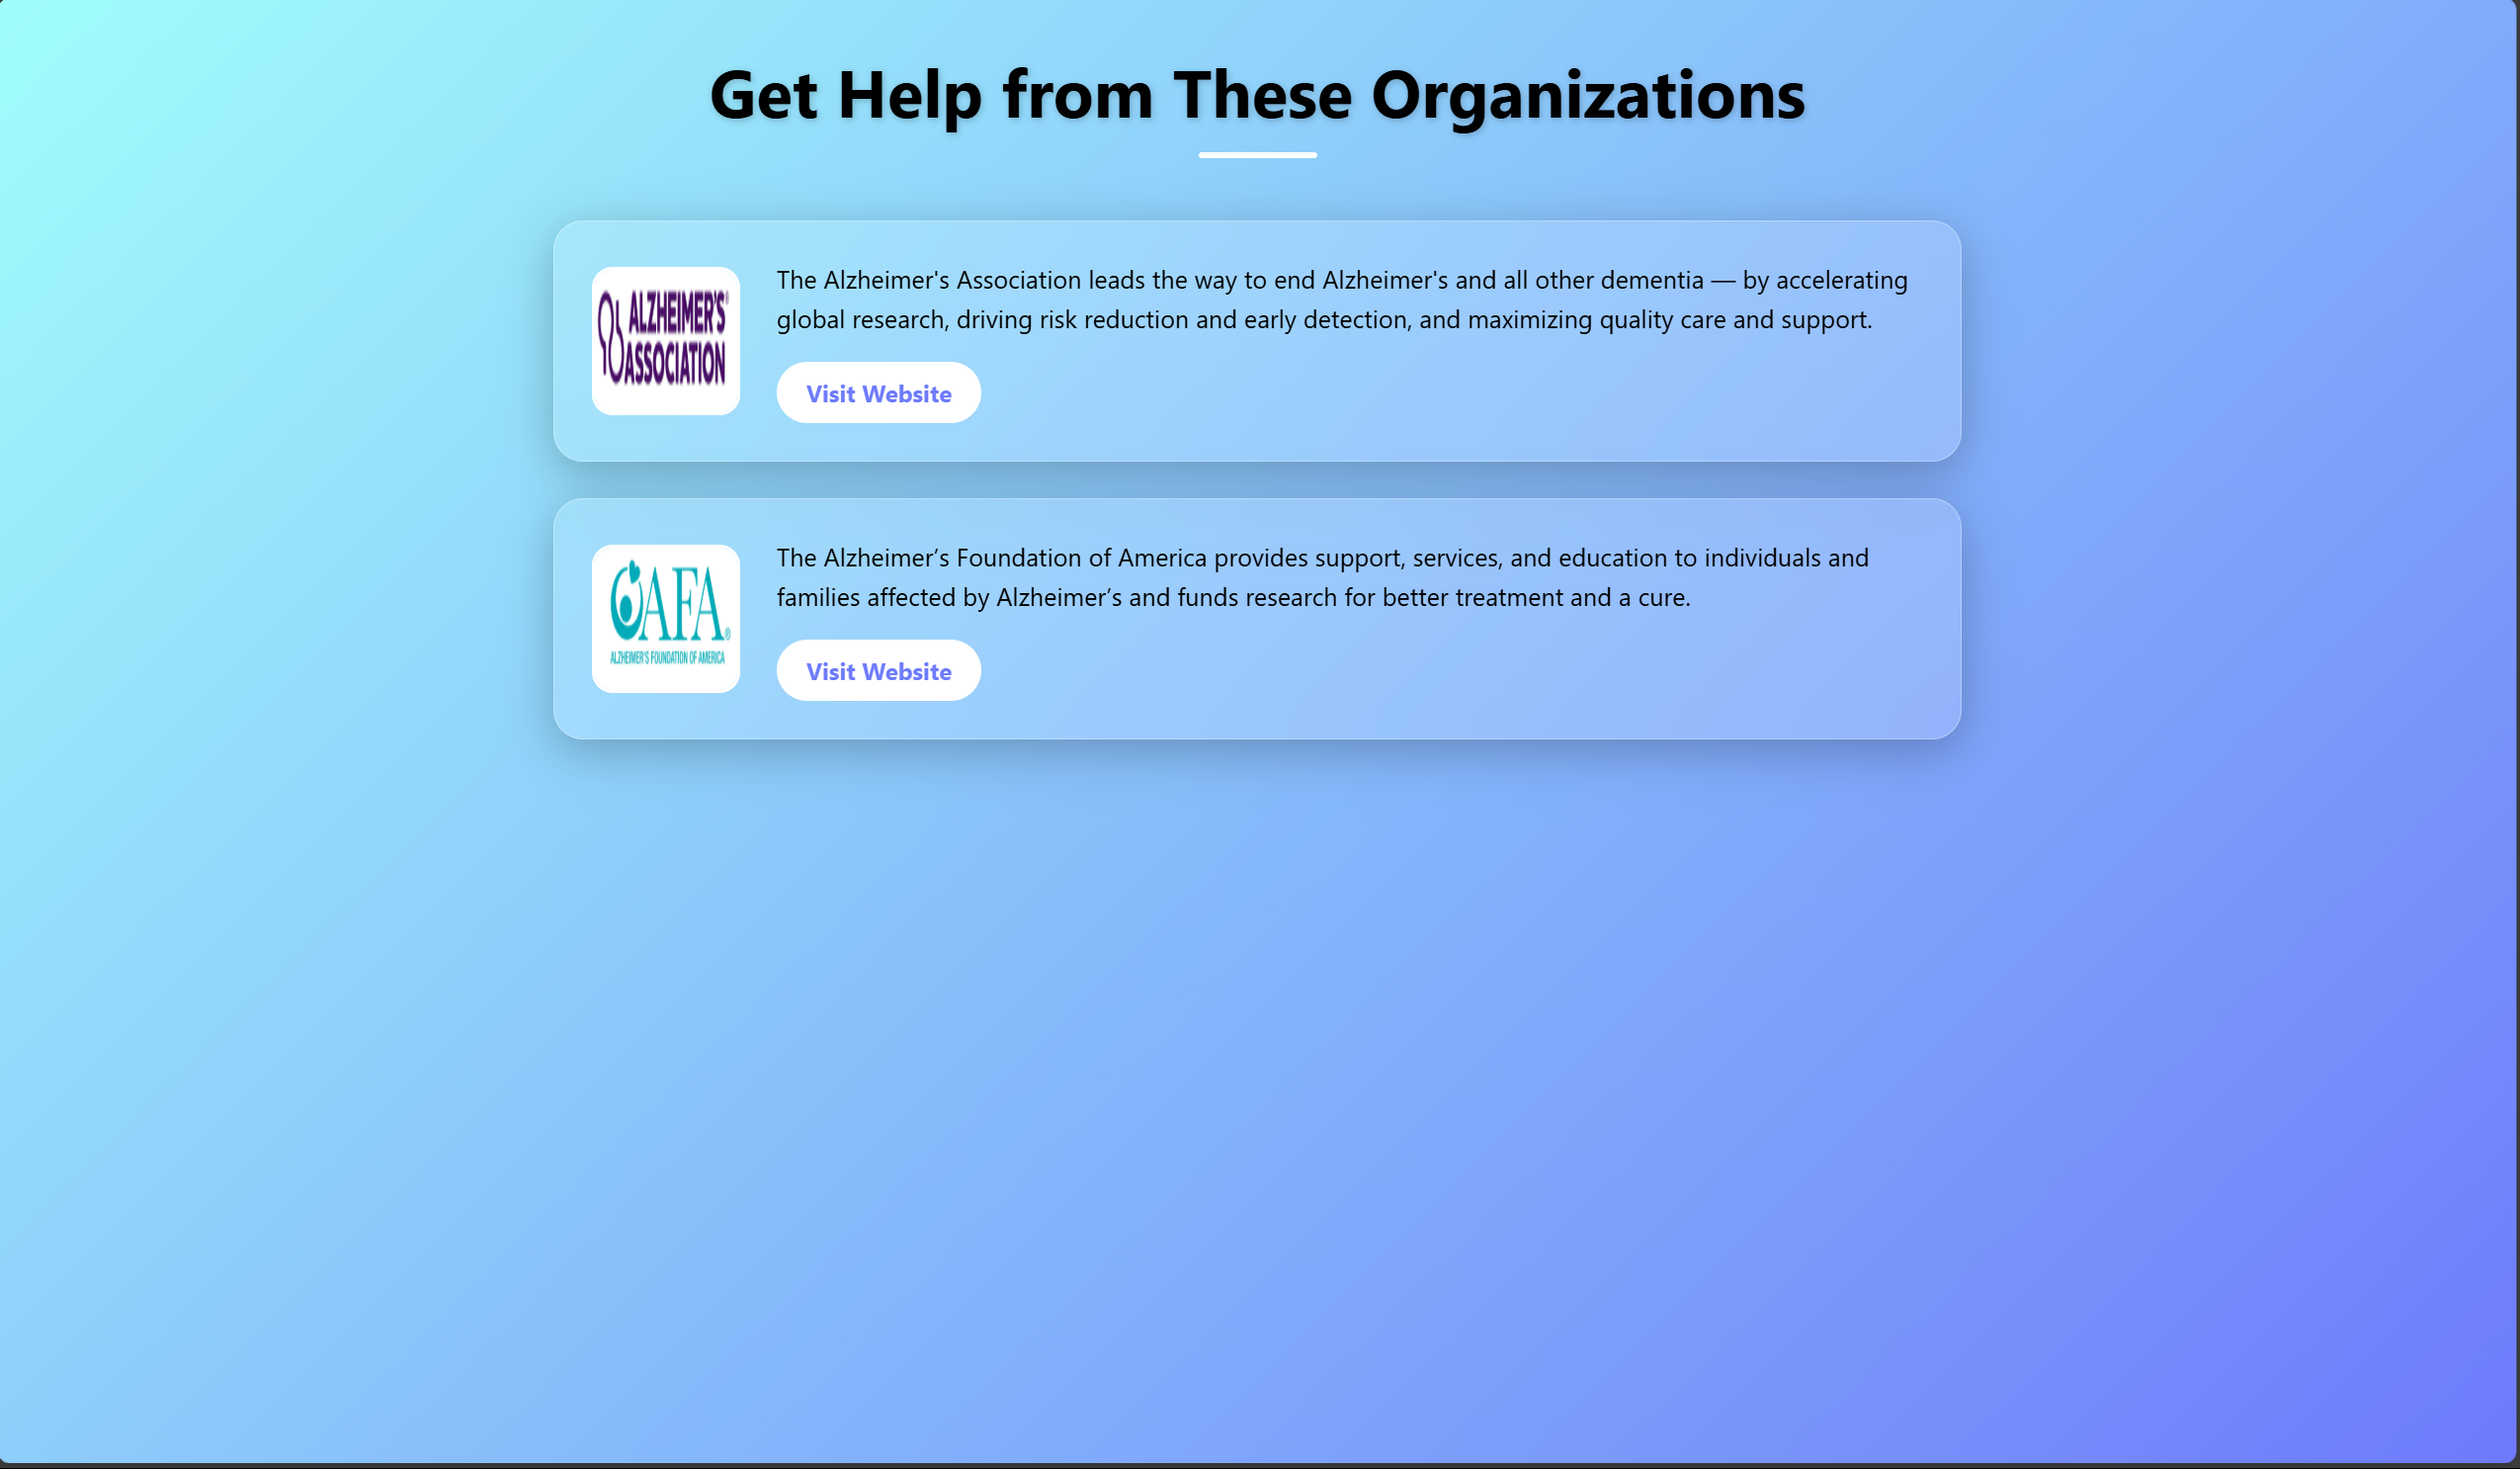 Get Help from These Organizations
ALZHEIMER'S®
ASSOCIATION
The Alzheimer's Association leads the way to end Alzheimer's and all other dementia — by accelerating
global research, driving risk reduction and early detection, and maximizing quality care and support.
Visit Website
AFA®
ALZHEIMER'S FOUNDATION OF AMERICA
The Alzheimer’s Foundation of America provides support, services, and education to individuals and
families affected by Alzheimer’s and funds research for better treatment and a cure.
Visit Website